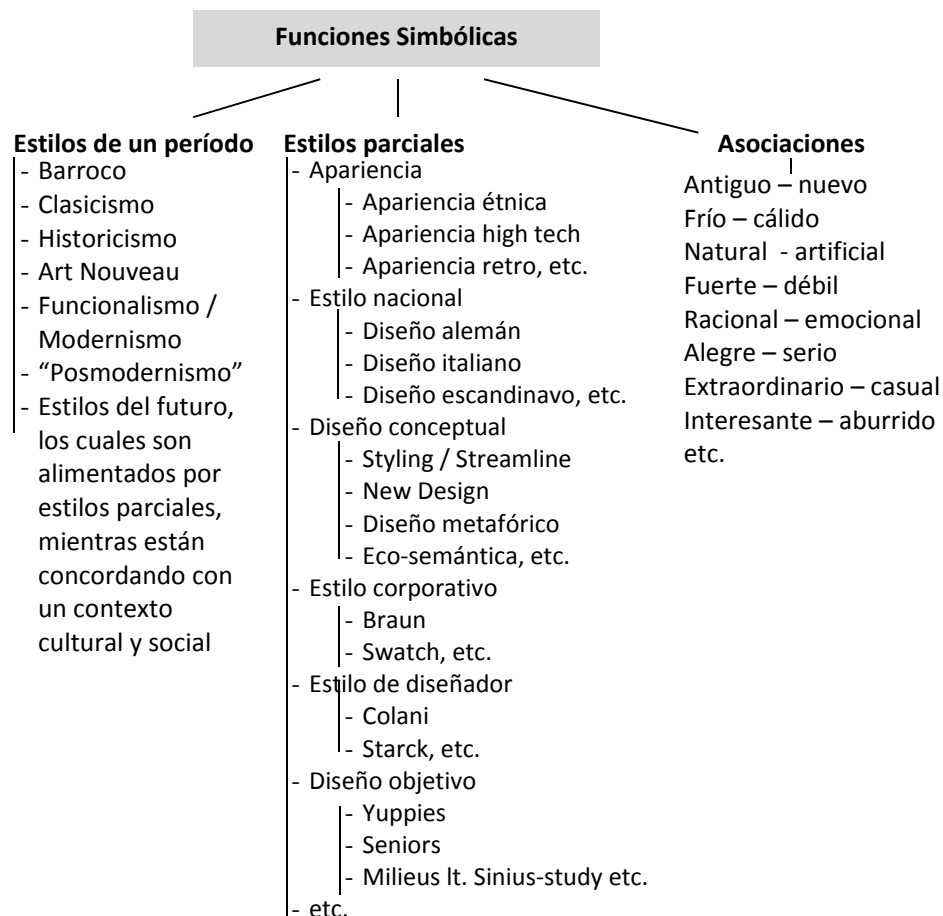 Funciones Simbólicas
Estilos de un período
- Barroco
- Clasicismo
- Historicismo
- Art Nouveau
- Funcionalismo /
Modernismo
- “Posmodernismo”
- Estilos del futuro,
los cuales son
alimentados por
estilos parciales,
mientras están
concordando con
un contexto
cultural y social
Estilos parciales
- Apariencia
- Apariencia étnica
- Apariencia high tech
- Apariencia retro, etc.
- Estilo nacional
- Diseño alemán
- Diseño italiano
- Diseño escandinavo, etc.
- Diseño conceptual
- Styling / Streamline
- New Design
- Diseño metafórico
- Eco-semántica, etc.
- Estilo corporativo
- Braun
- Swatch, etc.
- Estilo de diseñador
- Colani
- Starck, etc.
- Diseño objetivo
- Yuppies
- Seniors
- Milieus lt. Sinius-study etc.
- etc.
Asociaciones
Antiguo – nuevo
Frío – cálido
Natural - artificial
Fuerte – débil
Racional – emocional
Alegre – serio
Extraordinario – casual
Interesante – aburrido
etc.